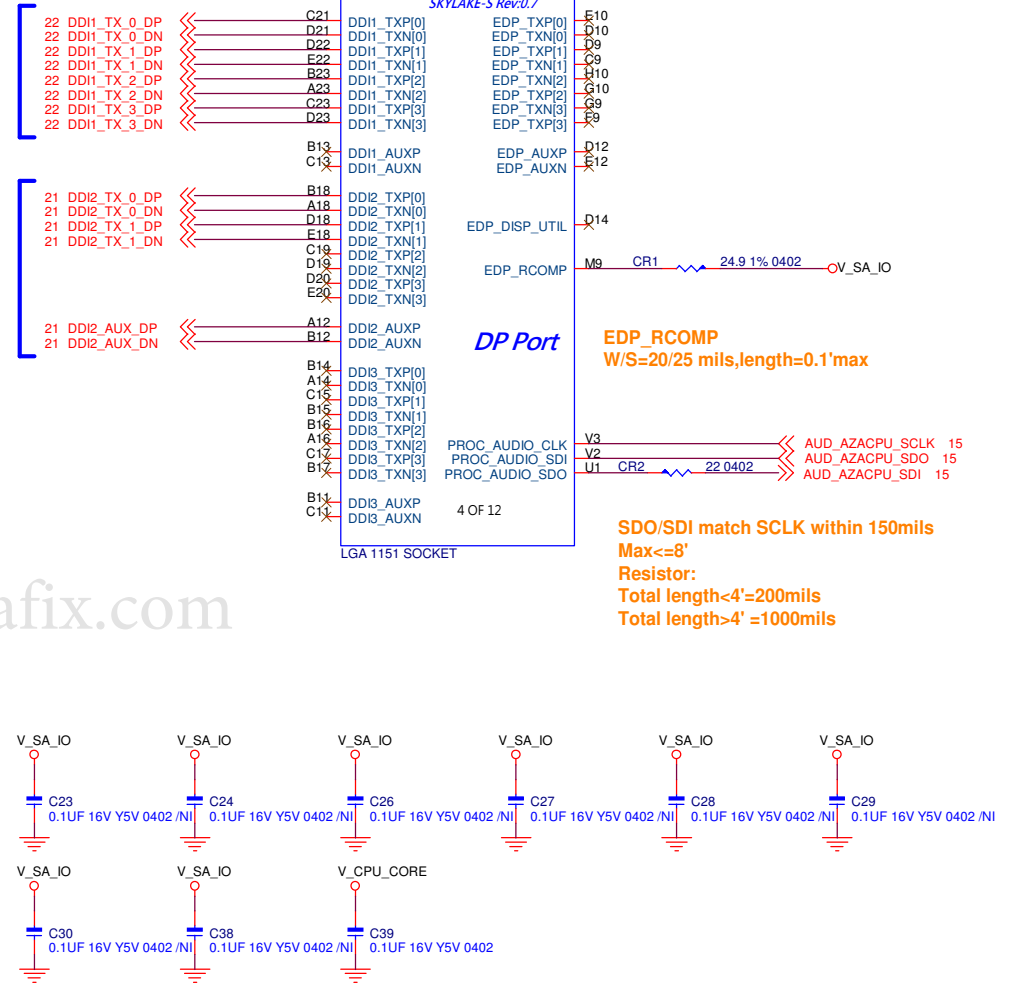 SKYLAKE-S Rev:0.7
22 DDI1_TX_0_DP C21 DDI1_TXP[0] EDP_TXP[0] E10
22 DDI1_TX_0_DN D21 DDI1_TXN[0] EDP_TXN[0] D10
22 DDI1_TX_1_DP D22 DDI1_TXP[1] EDP_TXP[1] D9
22 DDI1_TX_1_DN E22 DDI1_TXN[1] EDP_TXN[1] C9
22 DDI1_TX_2_DP B23 DDI1_TXP[2] EDP_TXN[2] H10
22 DDI1_TX_2_DN A23 DDI1_TXN[2] EDP_TXP[2] G10
22 DDI1_TX_3_DP C23 DDI1_TXP[3] EDP_TXN[3] G9
22 DDI1_TX_3_DN D23 DDI1_TXN[3] EDP_TXP[3] F9
B13 DDI1_AUXP EDP_AUXP D12
C13 DDI1_AUXN EDP_AUXN E12
21 DDI2_TX_0_DP B18 DDI2_TXP[0]
21 DDI2_TX_0_DN A18 DDI2_TXN[0]
21 DDI2_TX_1_DP D18 DDI2_TXP[1] EDP_DISP_UTIL D14
21 DDI2_TX_1_DN E18 DDI2_TXN[1]
C19 DDI2_TXP[2]
D19 DDI2_TXN[2] EDP_RCOMP M9 CR1 24.9 1% 0402 V_SA_IO
D20 DDI2_TXP[3]
E20 DDI2_TXN[3]
21 DDI2_AUX_DP A12 DDI2_AUXP
21 DDI2_AUX_DN B12 DDI2_AUXN
DP Port
EDP_RCOMP
W/S=20/25 mils,length=0.1'max
B14 DDI3_TXP[0]
A14 DDI3_TXN[0]
C15 DDI3_TXP[1]
B15 DDI3_TXN[1]
B16 DDI3_TXP[2]
A16 DDI3_TXN[2] PROC_AUDIO_CLK V3 AUD_AZACPU_SCLK 15
C17 DDI3_TXP[3] PROC_AUDIO_SDI V2 AUD_AZACPU_SDO 15
B17 DDI3_TXN[3] PROC_AUDIO_SDO U1 CR2 22 0402 AUD_AZACPU_SDI 15
B11 DDI3_AUXP
C11 DDI3_AUXN
4 OF 12
LGA 1151 SOCKET
SDO/SDI match SCLK within 150mils
Max<=8'
Resistor:
Total length<4'=200mils
Total length>4' =1000mils
afix.com
V_SA_IO V_SA_IO V_SA_IO V_SA_IO V_SA_IO V_SA_IO
C23 C24 C26 C27 C28 C29
0.1UF 16V Y5V 0402 /NI 0.1UF 16V Y5V 0402 /NI 0.1UF 16V Y5V 0402 /NI 0.1UF 16V Y5V 0402 /NI 0.1UF 16V Y5V 0402 /NI 0.1UF 16V Y5V 0402 /NI
V_SA_IO V_SA_IO V_CPU_CORE
C30 C38 C39
0.1UF 16V Y5V 0402 /NI 0.1UF 16V Y5V 0402 /NI 0.1UF 16V Y5V 0402